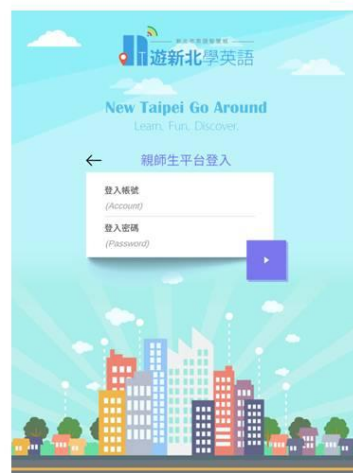 遊新北學英語
New Taipei Go Around
Learn. Fun. Discover.
親師生平台登入
登入帳號
(Account)
登入密碼
(Password)